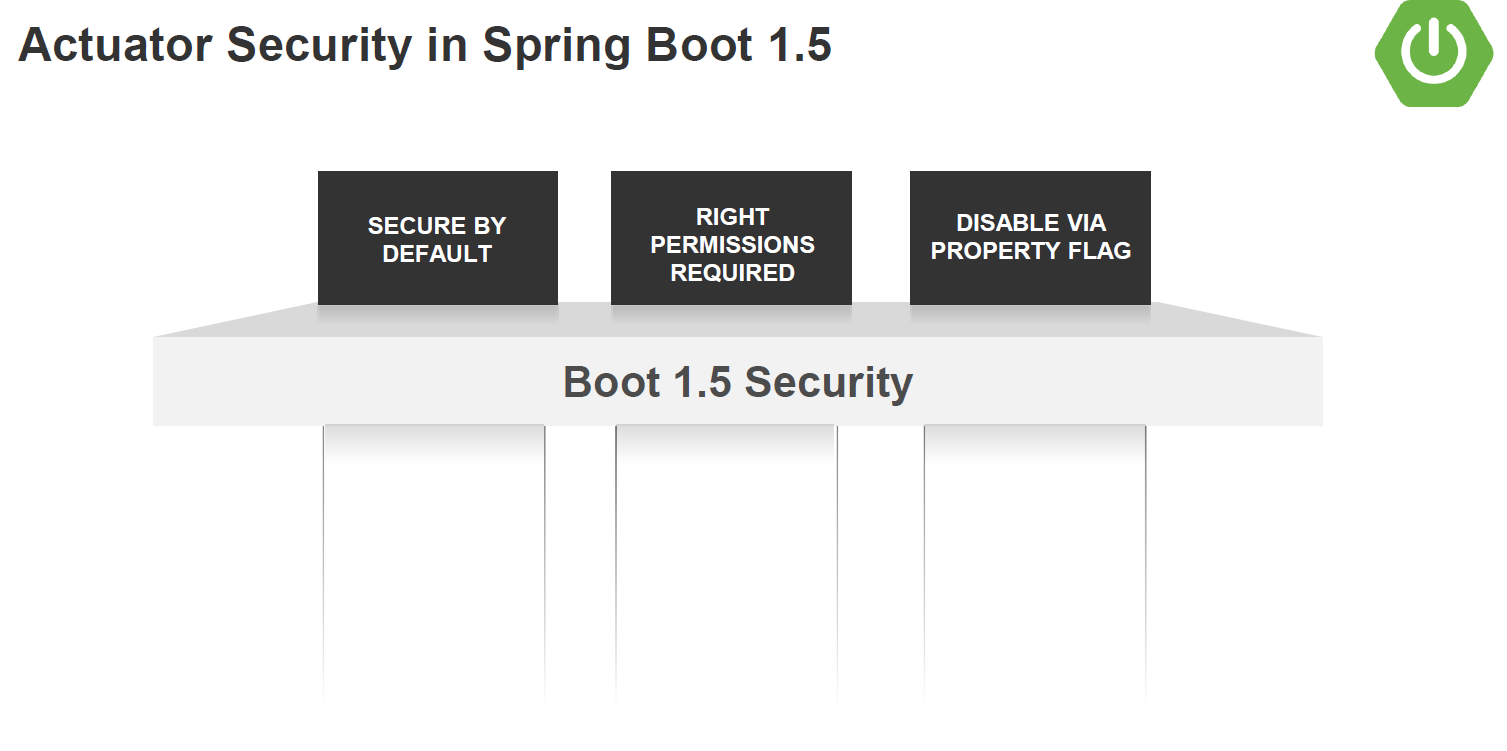 Actuator Security in Spring Boot 1.5
SECURE BY
DEFAULT
RIGHT
PERMISSIONS
REQUIRED
DISABLE VIA
PROPERTY FLAG
Boot 1.5 Security